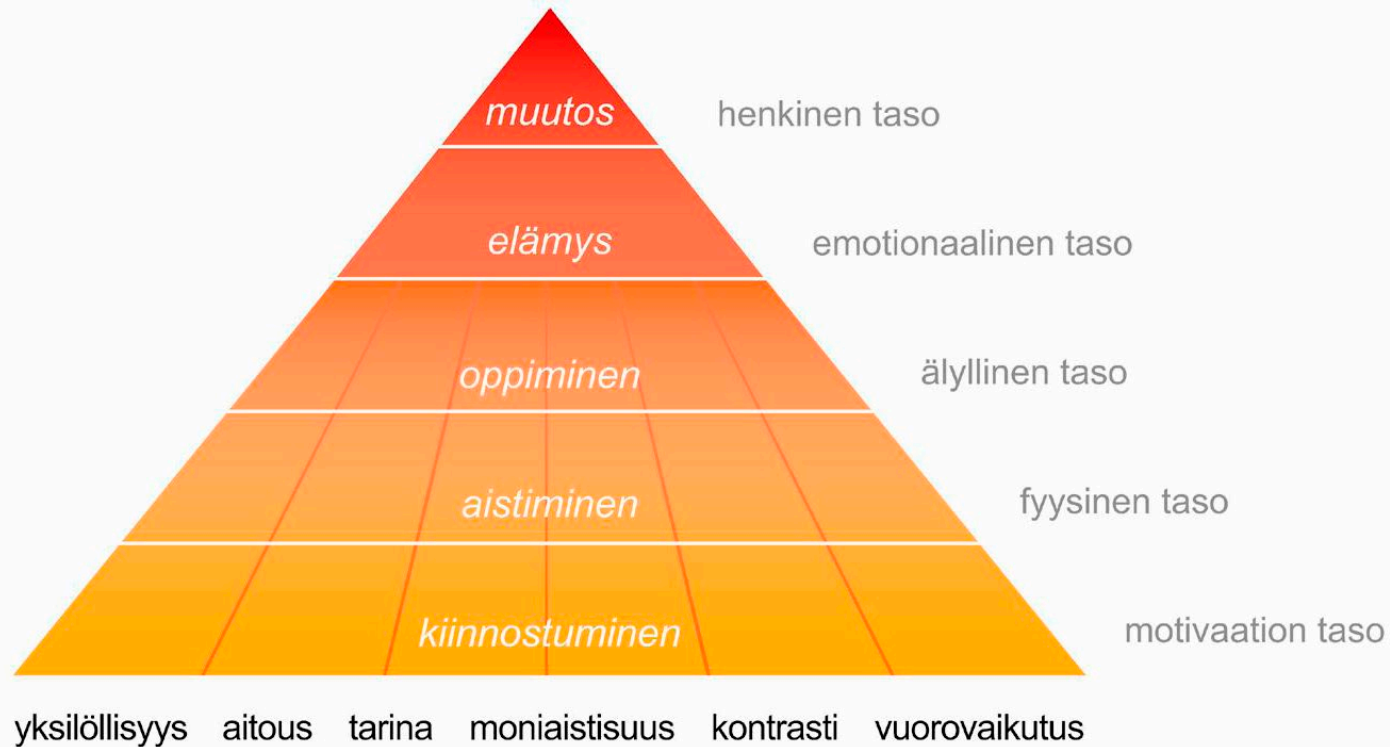 muutos henkinen taso
elämys emotionaalinen taso
oppiminen älyllinen taso
aistiminen fyysinen taso
kiinnostuminen motivaation taso
yksilöllisyys aitous tarina moniaistisuus kontrasti vuorovaikutus